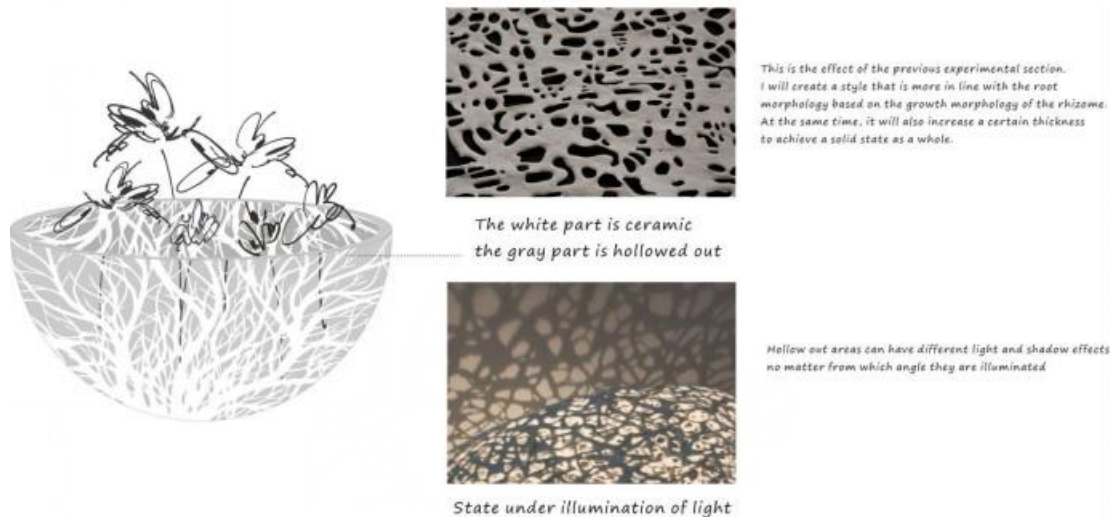 This is the effect of the previous experimental section.
I will create a style that is more in line with the root
morphology based on the growth morphology of the rhizome.
At the same time, it will also increase a certain thickness
to achieve a solid state as a whole.
The white part is ceramic
the gray part is hollowed out
Hollow out areas can have different light and shadow effects
no matter from which angle they are illuminated
State under illumination of light